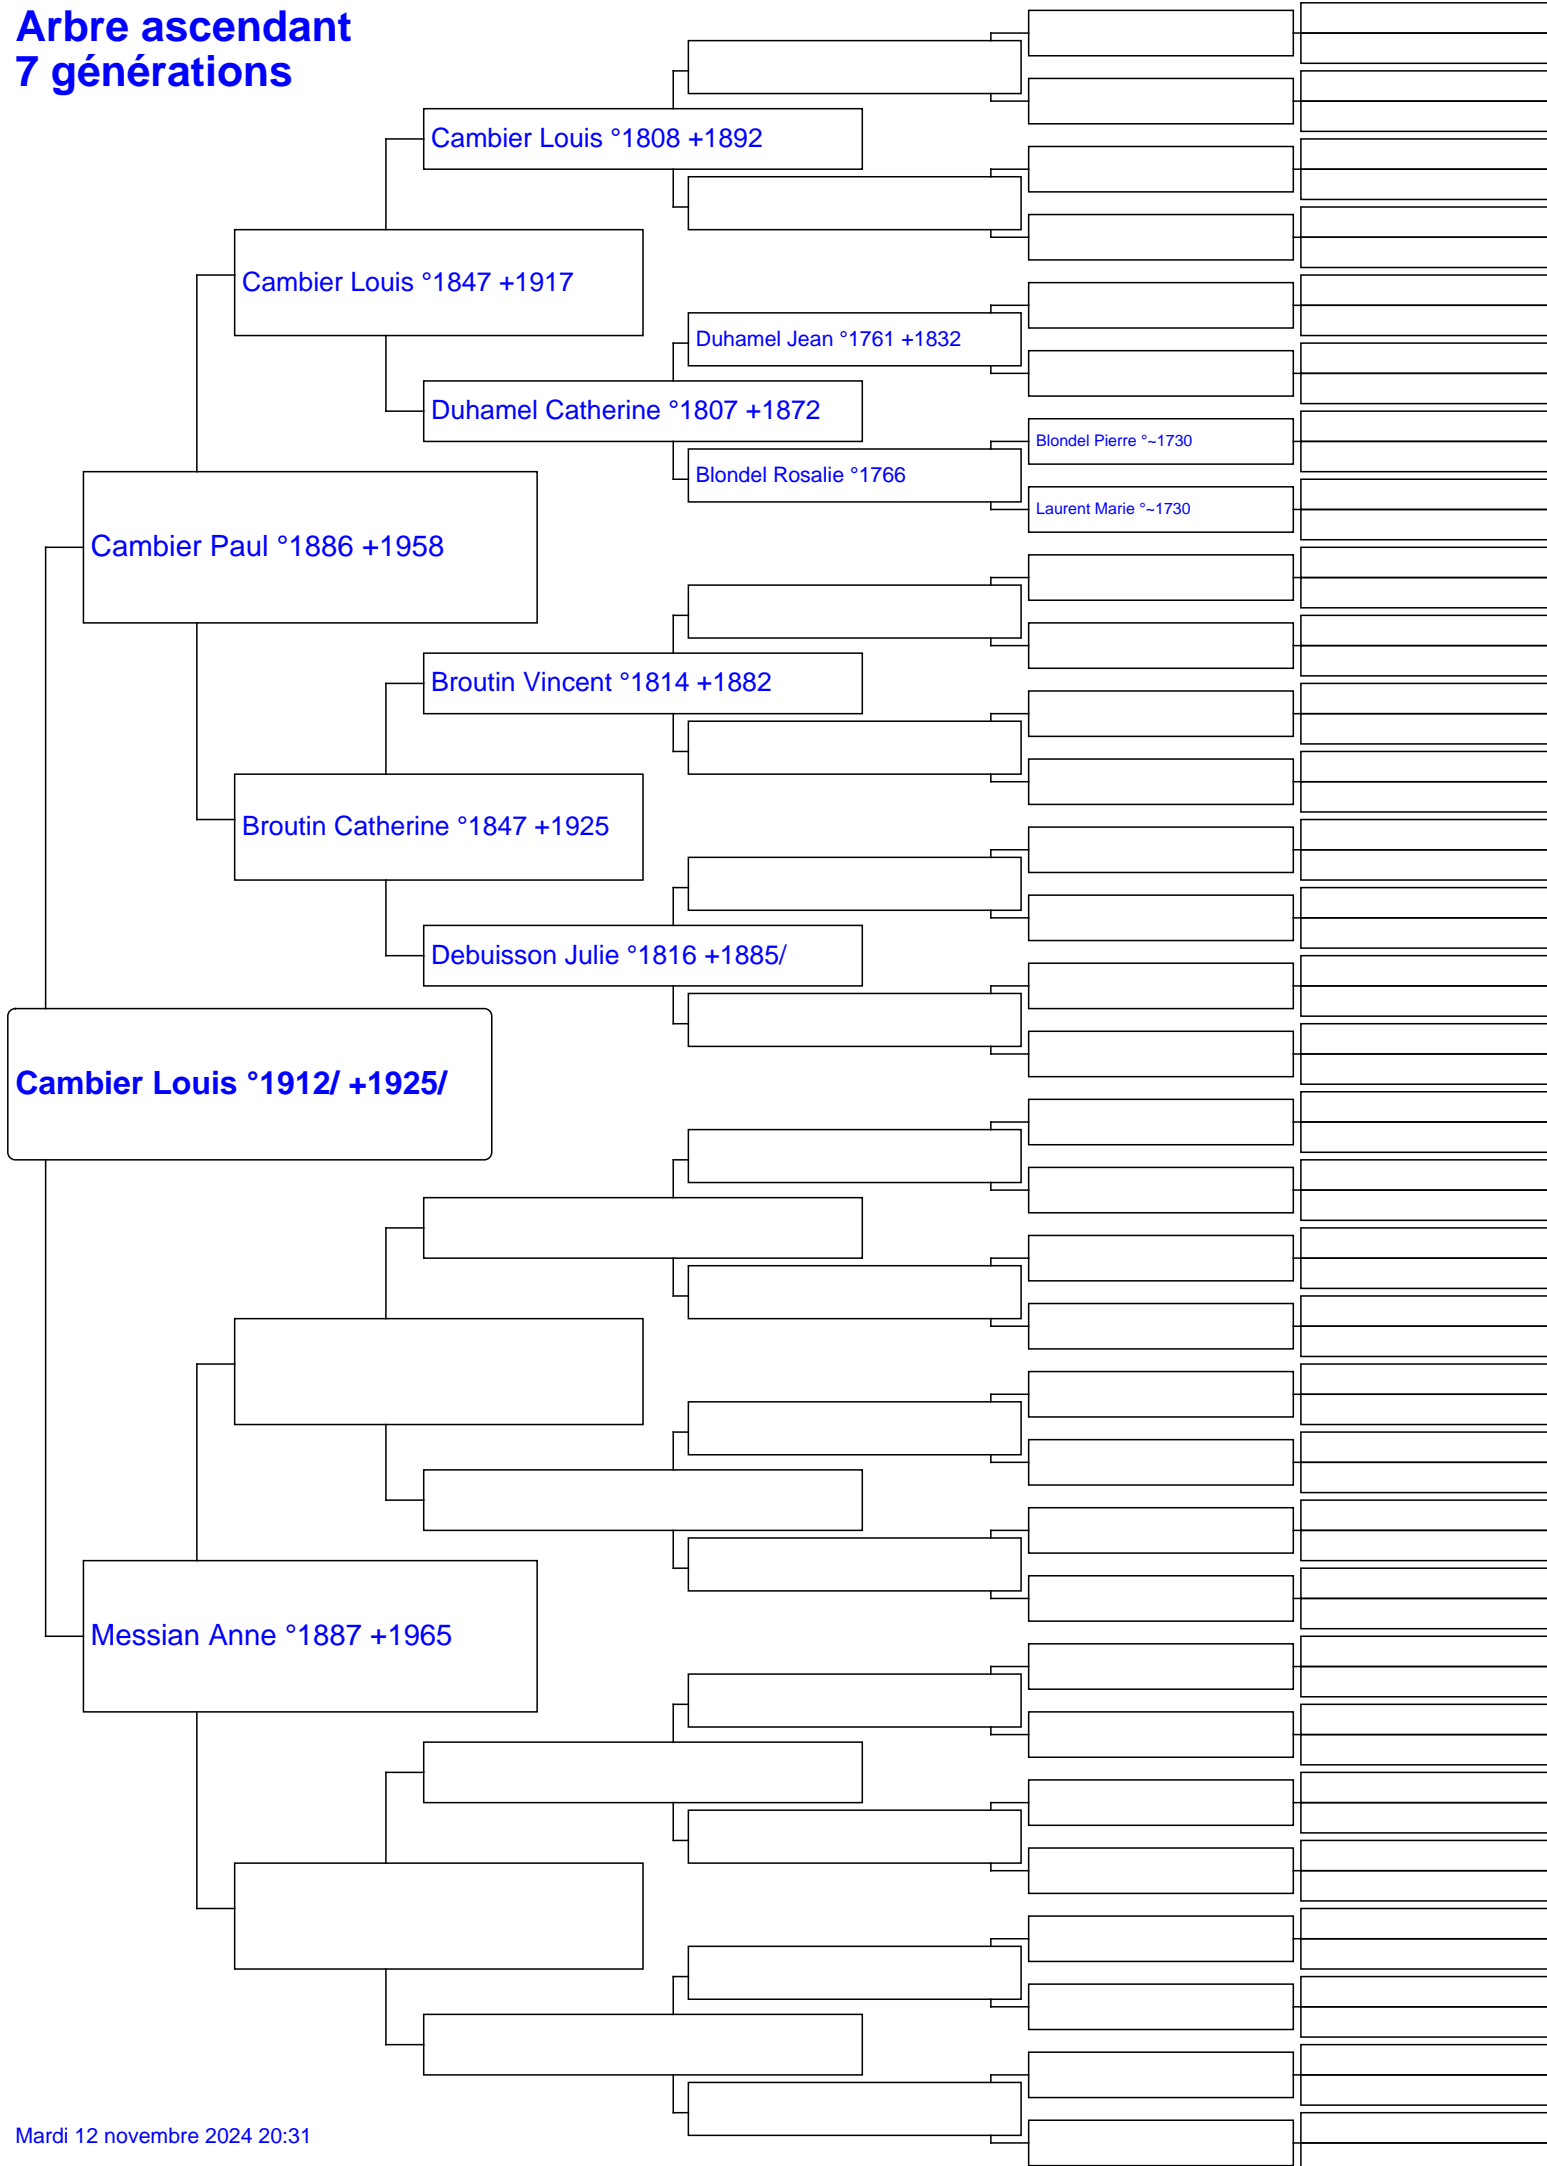 Arbre ascendant
7 générations
Cambier Louis °1808 +1892
Cambier Louis °1847 +1917
Duhamel Jean °1761 +1832
Duhamel Catherine °1807 +1872
Blondel Pierre °~1730
Blondel Rosalie °1766
Laurent Marie °~1730
Cambier Paul °1886 +1958
Broutin Vincent °1814 +1882
Broutin Catherine °1847 +1925
Debuisson Julie °1816 +1885/
Cambier Louis °1912/ +1925/
Messian Anne °1887 +1965
Mardi 12 novembre 2024 20:31